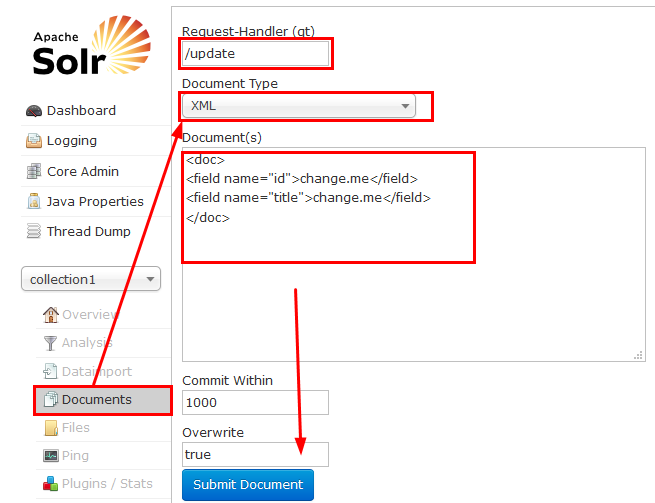 Apache
Solr
Dashboard
Logging
Core Admin
Java Properties
Thread Dump
collection1
Overview
Analysis
Dataimport
Documents
Files
Ping
Plugins / Stats
Request-Handler (qt)
/update
Document Type
XML
Document(s)
<doc>
<field name="id">change.me</field>
<field name="title">change.me</field>
</doc>
Commit Within
1000
Overwrite
true
Submit Document